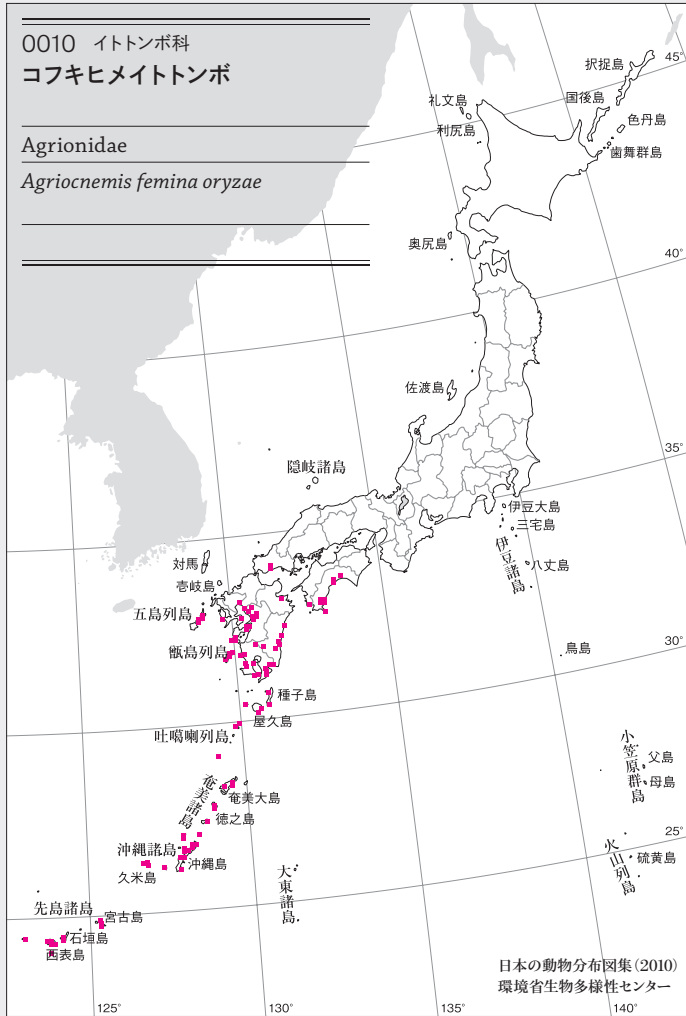 0010 イトトンボ科
コフキヒメイトトンボ
Agrionidae
Agriocnemis femina oryzae
45°
択捉島
国後島
礼文島
色丹島
利尻島
歯舞群島
奥尻島
40°
佐渡島
35°
隠岐諸島
伊豆大島
三宅島
伊豆諸島
八丈島
対馬
壱岐島
五島列島
甑島列島
30°
鳥島
種子島
屋久島
吐噶喇列島
小笠原群島
父島
母島
奄美諸島
奄美大島
徳之島
25°
火山列島
硫黄島
沖縄諸島
沖縄島
久米島
大東諸島
先島諸島
宮古島
石垣島
西表島
日本の動物分布図集(2010)
環境省生物多様性センター
125°
130°
135°
140°